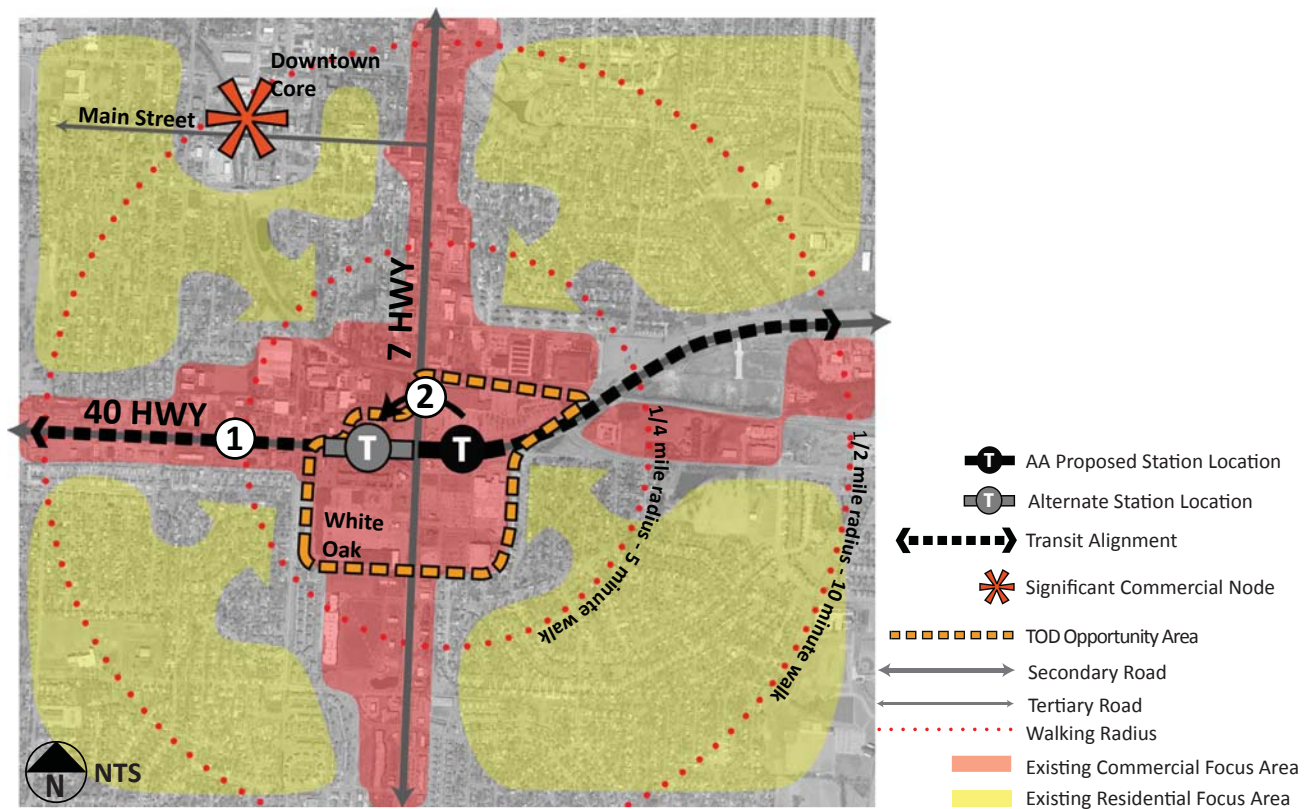 Downtown
Core
Main Street
7 HWY
40 HWY
1
2
T
T
White
Oak
1/4 mile radius - 5 minute walk
1/2 mile radius - 10 minute walk
N
NTS
T AA Proposed Station Location
T Alternate Station Location
Transit Alignment
Significant Commercial Node
TOD Opportunity Area
Secondary Road
Tertiary Road
Walking Radius
Existing Commercial Focus Area
Existing Residential Focus Area